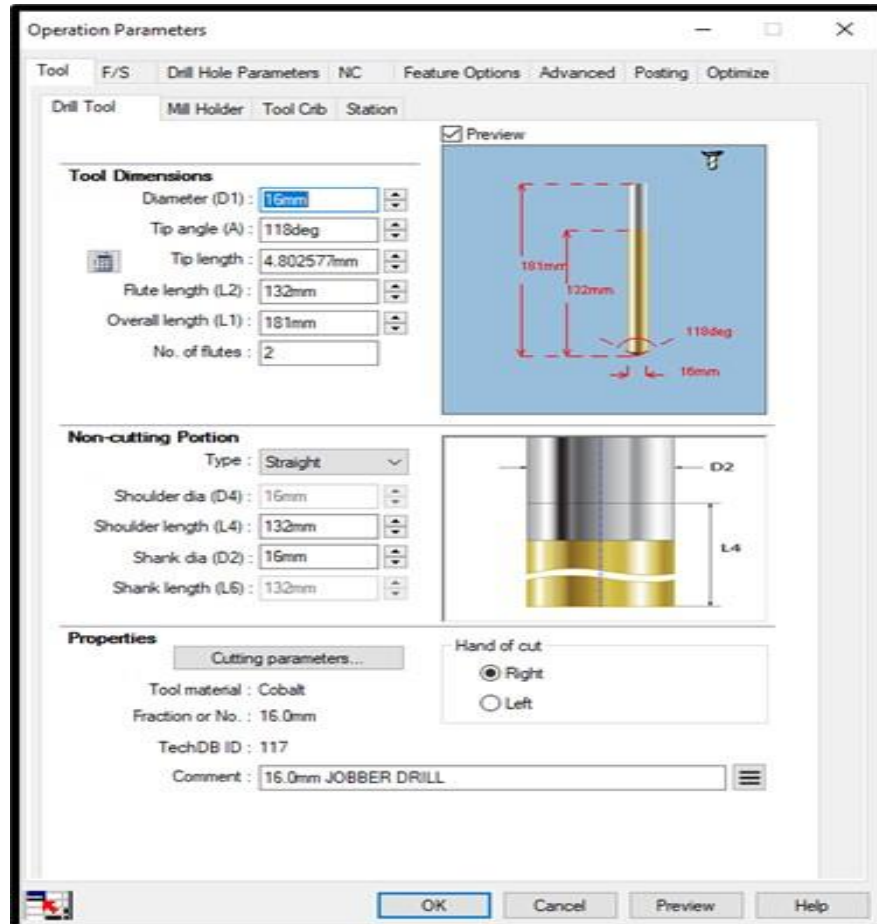 Operation Parameters
Tool F/S Drill Hole Parameters NC Feature Options Advanced Posting Optimize
Drill Tool Mill Holder Tool Crib Station
Preview
Tool Dimensions
Diameter (D1) : 16mm
Tip angle (A) : 118deg
Tip length : 4.802577mm
Flute length (L2) : 132mm
Overall length (L1) : 181mm
No. of flutes : 2
181mm
132mm
118deg
16mm
Non-cutting Portion
Type : Straight
Shoulder dia (D4) : 16mm
Shoulder length (L4) : 132mm
Shank dia (D2) : 16mm
Shank length (L6) : 132mm
D2
L4
Properties
Cutting parameters...
Tool material : Cobalt
Fraction or No. : 16.0mm
TechDB ID : 117
Comment : 16.0mm JOBBER DRILL
Hand of cut
Right
Left
OK Cancel Preview Help